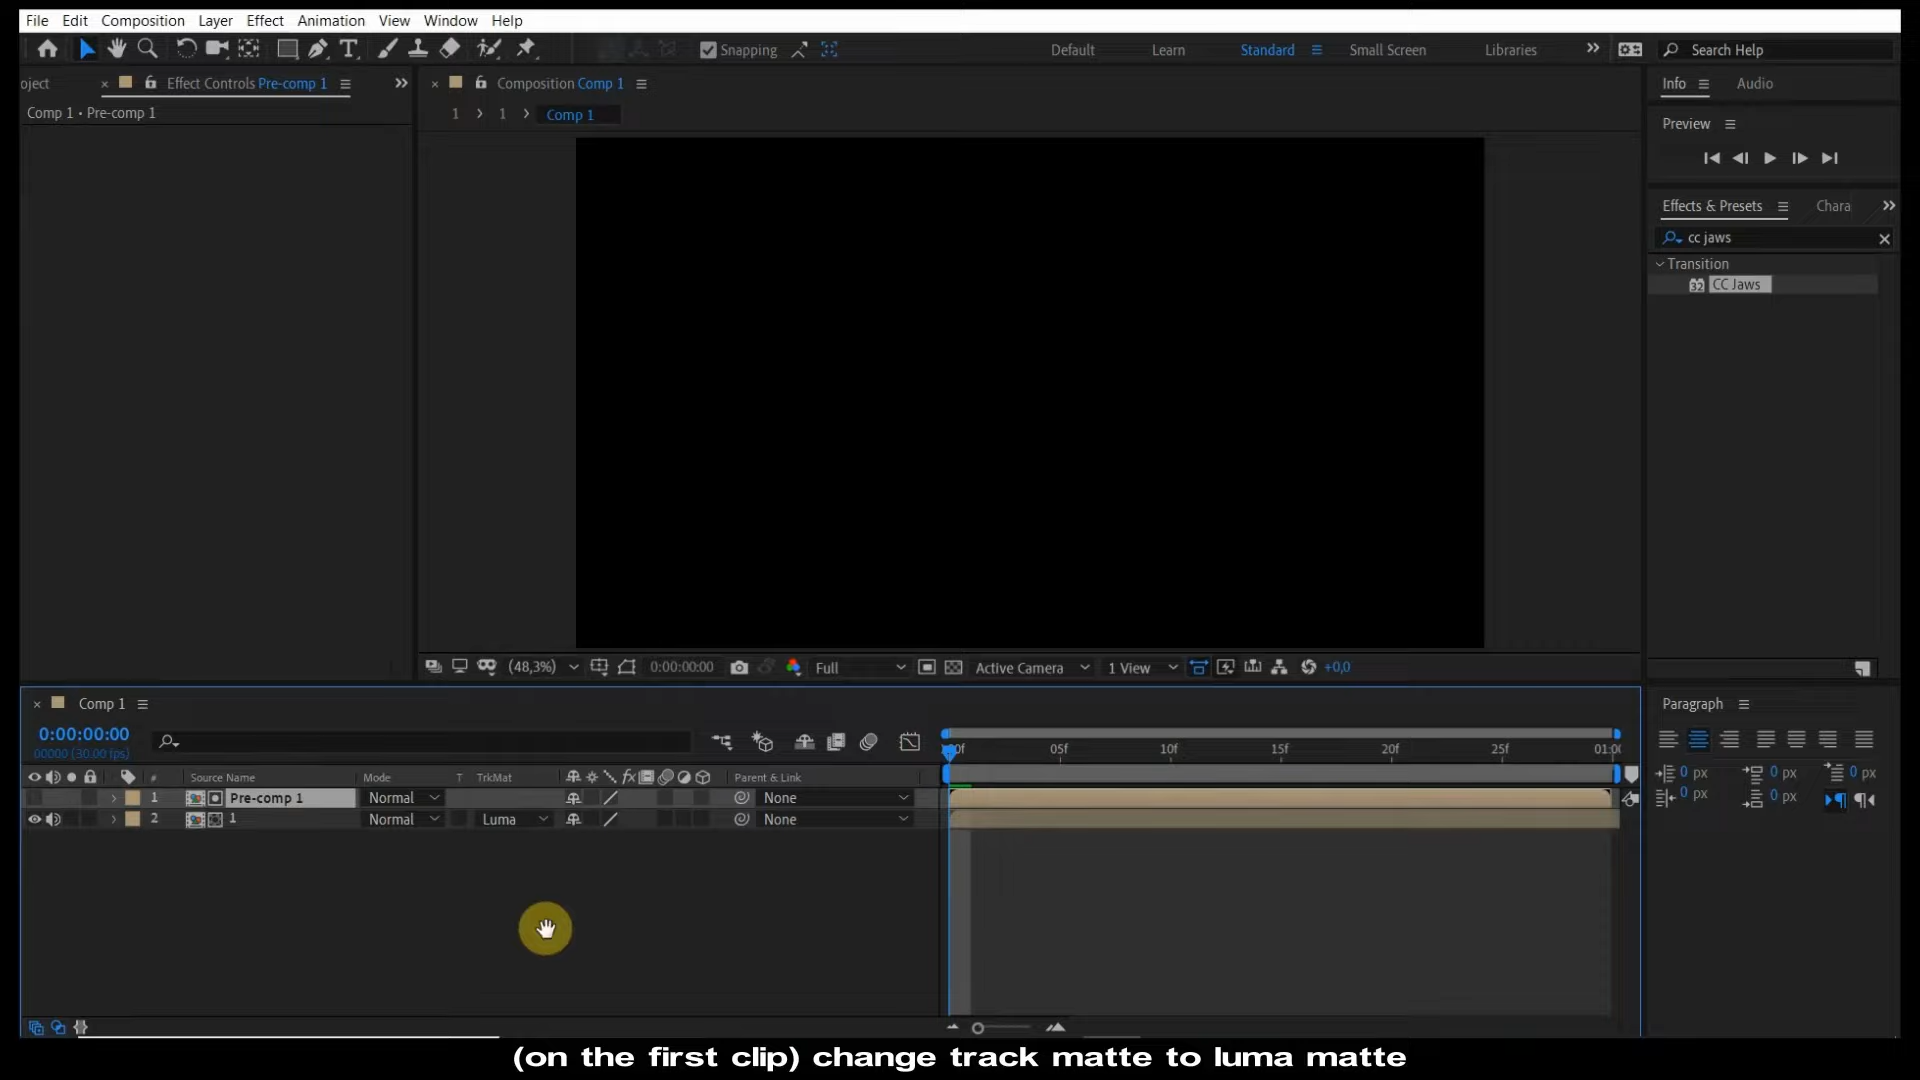 File Edit Composition Layer Effect Animation View Window Help
Snapping Default Learn Standard Small Screen Libraries Search Help
oject Effect Controls Pre-comp 1 Composition Comp 1 Info Audio
Comp 1 • Pre-comp 1 1 1 Comp 1
Preview
Effects & Presets Chara
cc jaws
Transition
32 CC Jaws
(48,3%) 0:00:00:00 Full Active Camera 1 View +0,0
Comp 1 Paragraph
0:00:00:00
00000 (30.00 fps)
00f 05f 10f 15f 20f 25f 01:00
# Source Name Mode T TrkMat fx Parent & Link 0 px 0 px 0 px
1 Pre-comp 1 Normal None 0 px 0 px
2 1 Normal Luma None
(on the first clip) change track matte to luma matte